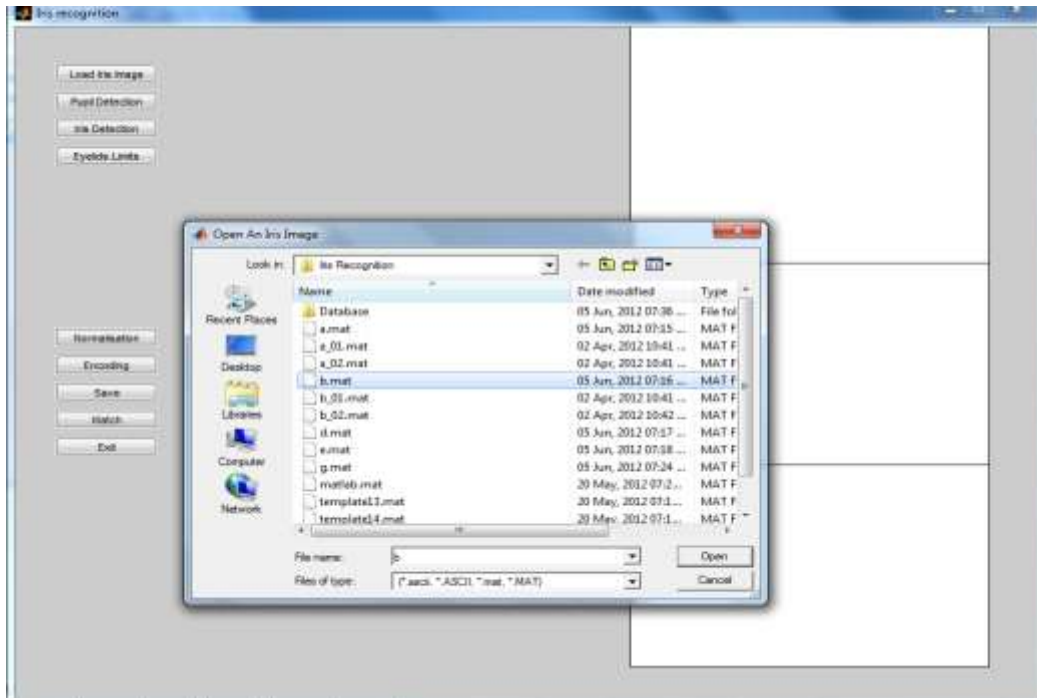 Iris recognition
Load Iris Image
Pupil Detection
Iris Detection
Eyelids Limits
Normalisation
Encoding
Save
Match
Exit
Open An Iris Image
Look in: Iris Recognition
Name Date modified Type
Database 05 Jun, 2012 07:36 ... File fol
a.mat 05 Jun, 2012 07:15 ... MAT F
a_01.mat 02 Apr, 2012 10:41 ... MAT F
a_02.mat 02 Apr, 2012 10:41 ... MAT F
b.mat 05 Jun, 2012 07:16 ... MAT F
b_01.mat 02 Apr, 2012 10:41 ... MAT F
b_02.mat 02 Apr, 2012 10:42 ... MAT F
d.mat 05 Jun, 2012 07:17 ... MAT F
e.mat 05 Jun, 2012 07:18 ... MAT F
g.mat 05 Jun, 2012 07:24 ... MAT F
matlab.mat 20 May, 2012 07:2... MAT F
template13.mat 20 May, 2012 07:1... MAT F
template14.mat 20 May, 2012 07:1... MAT F
Recent Places
Desktop
Libraries
Computer
Network
File name: b Open
Files of type: (*.ascii, *.ASCII, *.mat, *.MAT) Cancel